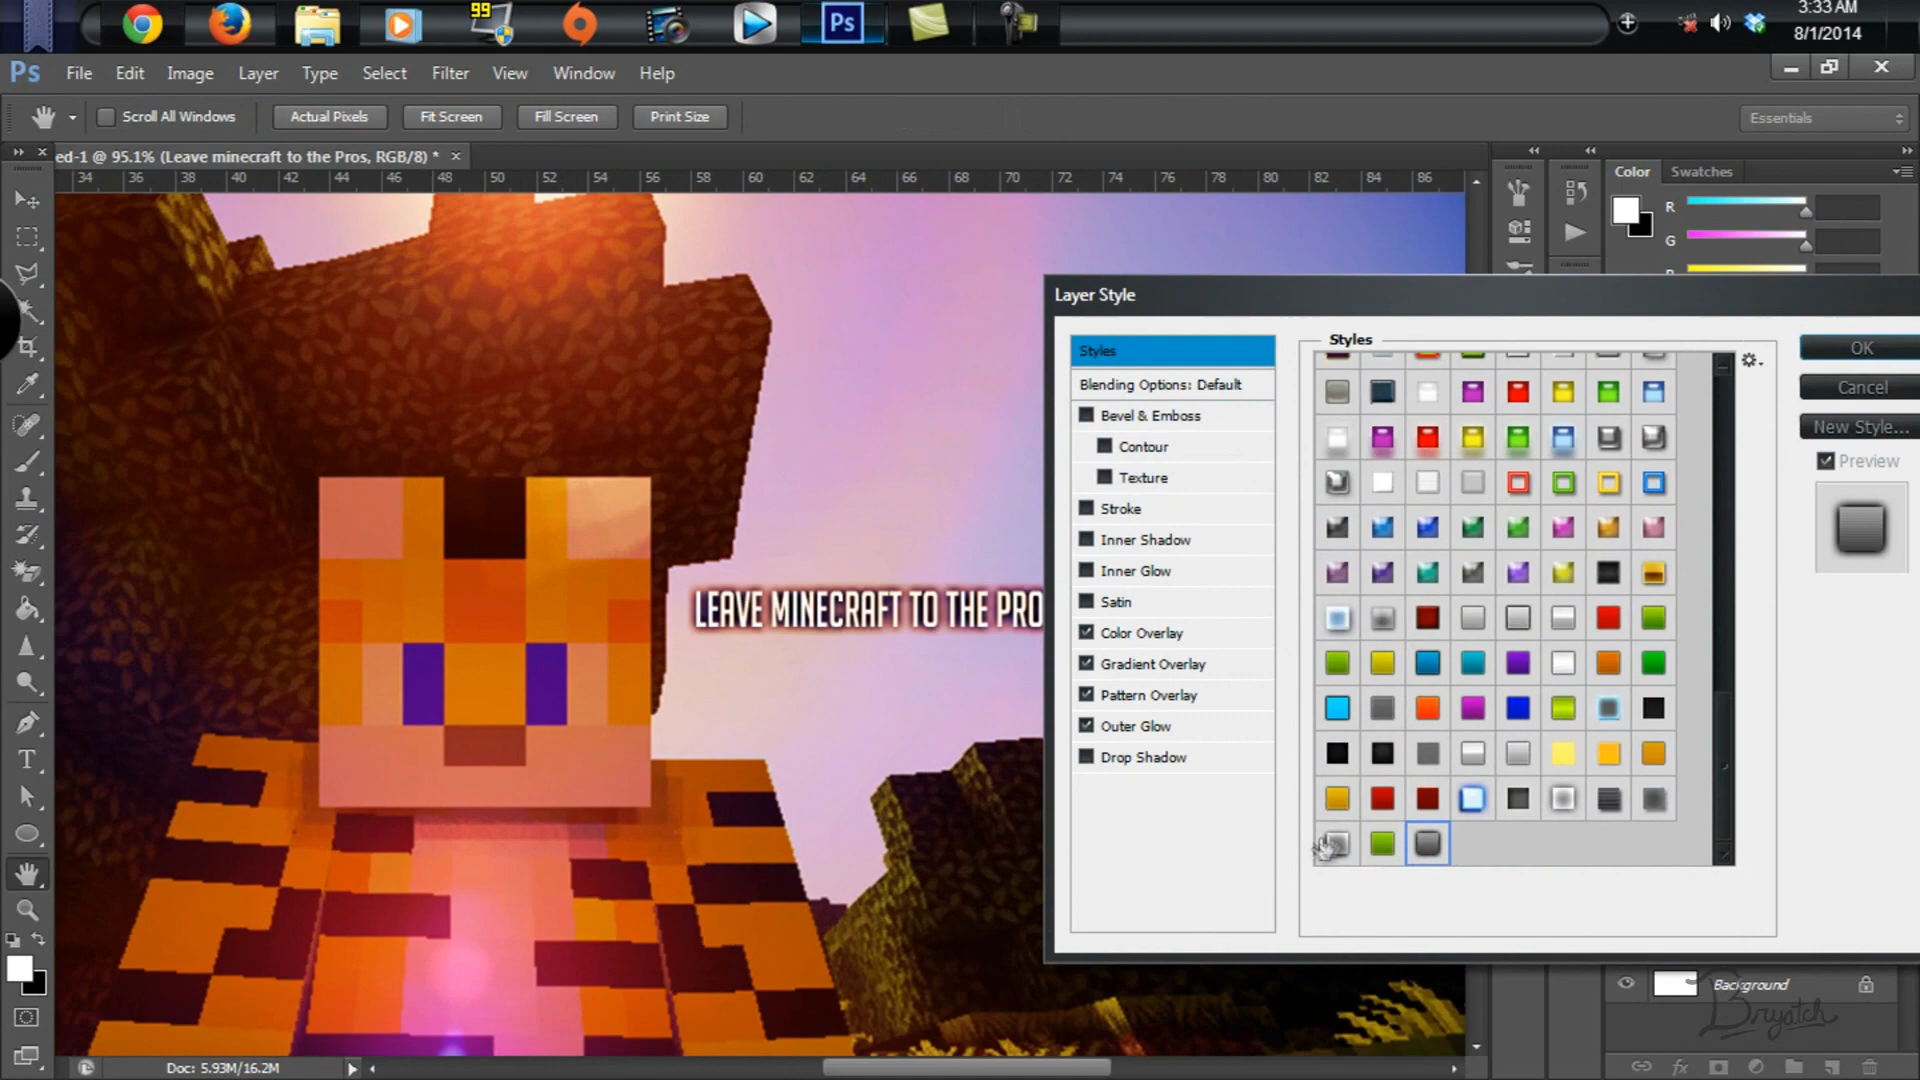 99
Ps
3:33 AM
8/1/2014
Ps File Edit Image Layer Type Select Filter View Window Help
Scroll All Windows Actual Pixels Fit Screen Fill Screen Print Size Essentials
ed-1 @ 95.1% (Leave minecraft to the Pros, RGB/8) *
34 36 38 40 42 44 46 48 50 52 54 56 58 60 62 64 66 68 70 72 74 76 78 80 82 84 86
Color Swatches
R
G
Layer Style
Styles
Blending Options: Default
Bevel & Emboss
Contour
Texture
Stroke
Inner Shadow
Inner Glow
Satin
Color Overlay
Gradient Overlay
Pattern Overlay
Outer Glow
Drop Shadow
Styles
OK
Cancel
New Style...
Preview
LEAVE MINECRAFT TO THE PRO
T
Background
Bryatch
fx
Doc: 5.93M/16.2M